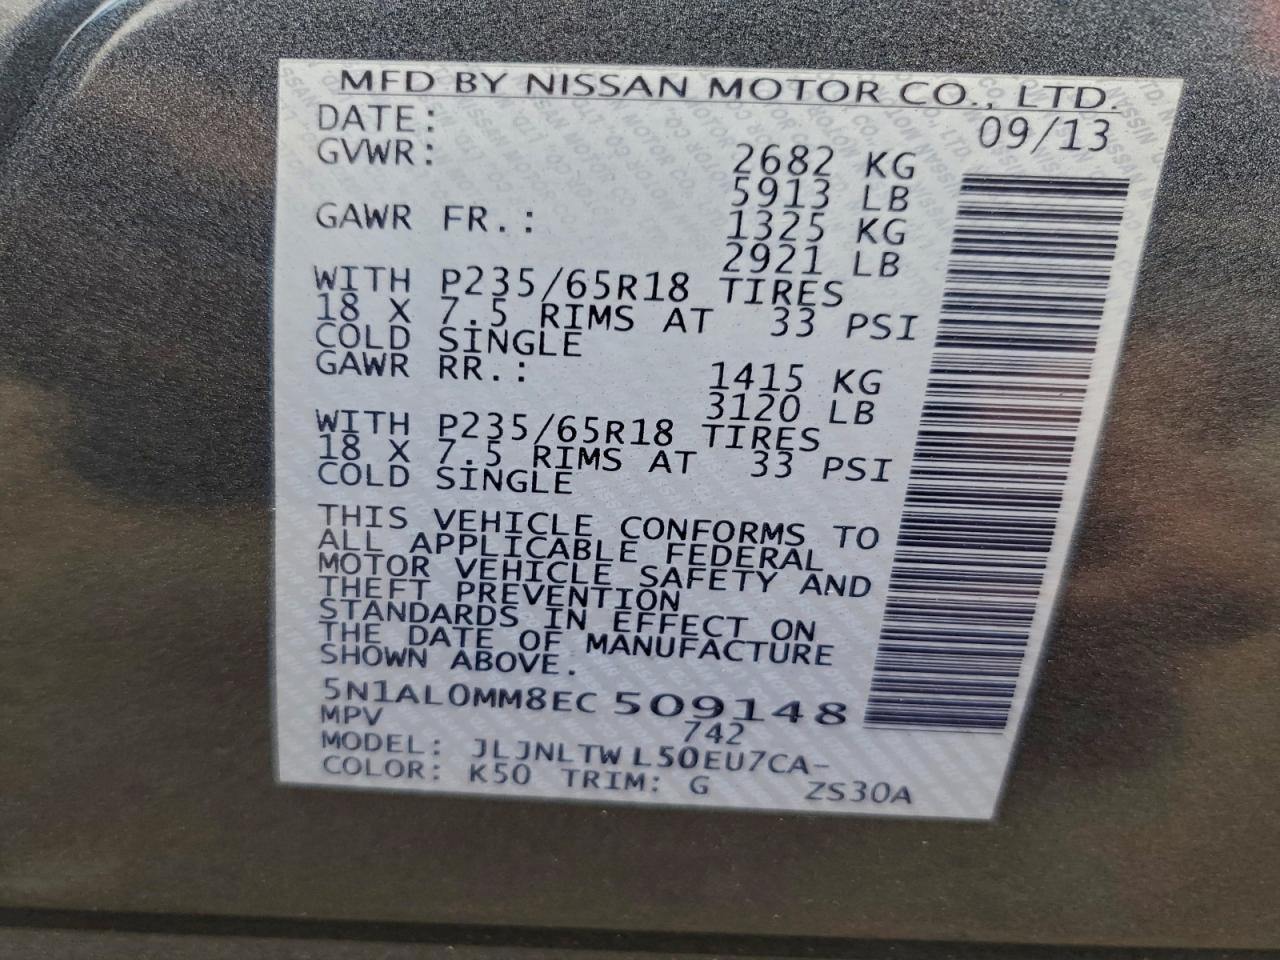 MFD BY NISSAN MOTOR CO., LTD.
DATE: 09/13
GVWR: 2682 KG
5913 LB
GAWR FR.: 1325 KG
2921 LB
WITH P235/65R18 TIRES
18 X 7.5 RIMS AT 33 PSI
COLD SINGLE
GAWR RR.: 1415 KG
3120 LB
WITH P235/65R18 TIRES
18 X 7.5 RIMS AT 33 PSI
COLD SINGLE
THIS VEHICLE CONFORMS TO
ALL APPLICABLE FEDERAL
MOTOR VEHICLE SAFETY AND
THEFT PREVENTION
STANDARDS IN EFFECT ON
THE DATE OF MANUFACTURE
SHOWN ABOVE.
5N1AL0MM8EC 509148
MPV 742
MODEL: JLJNLTW L50EU7CA-
COLOR: K50 TRIM: G ZS30A